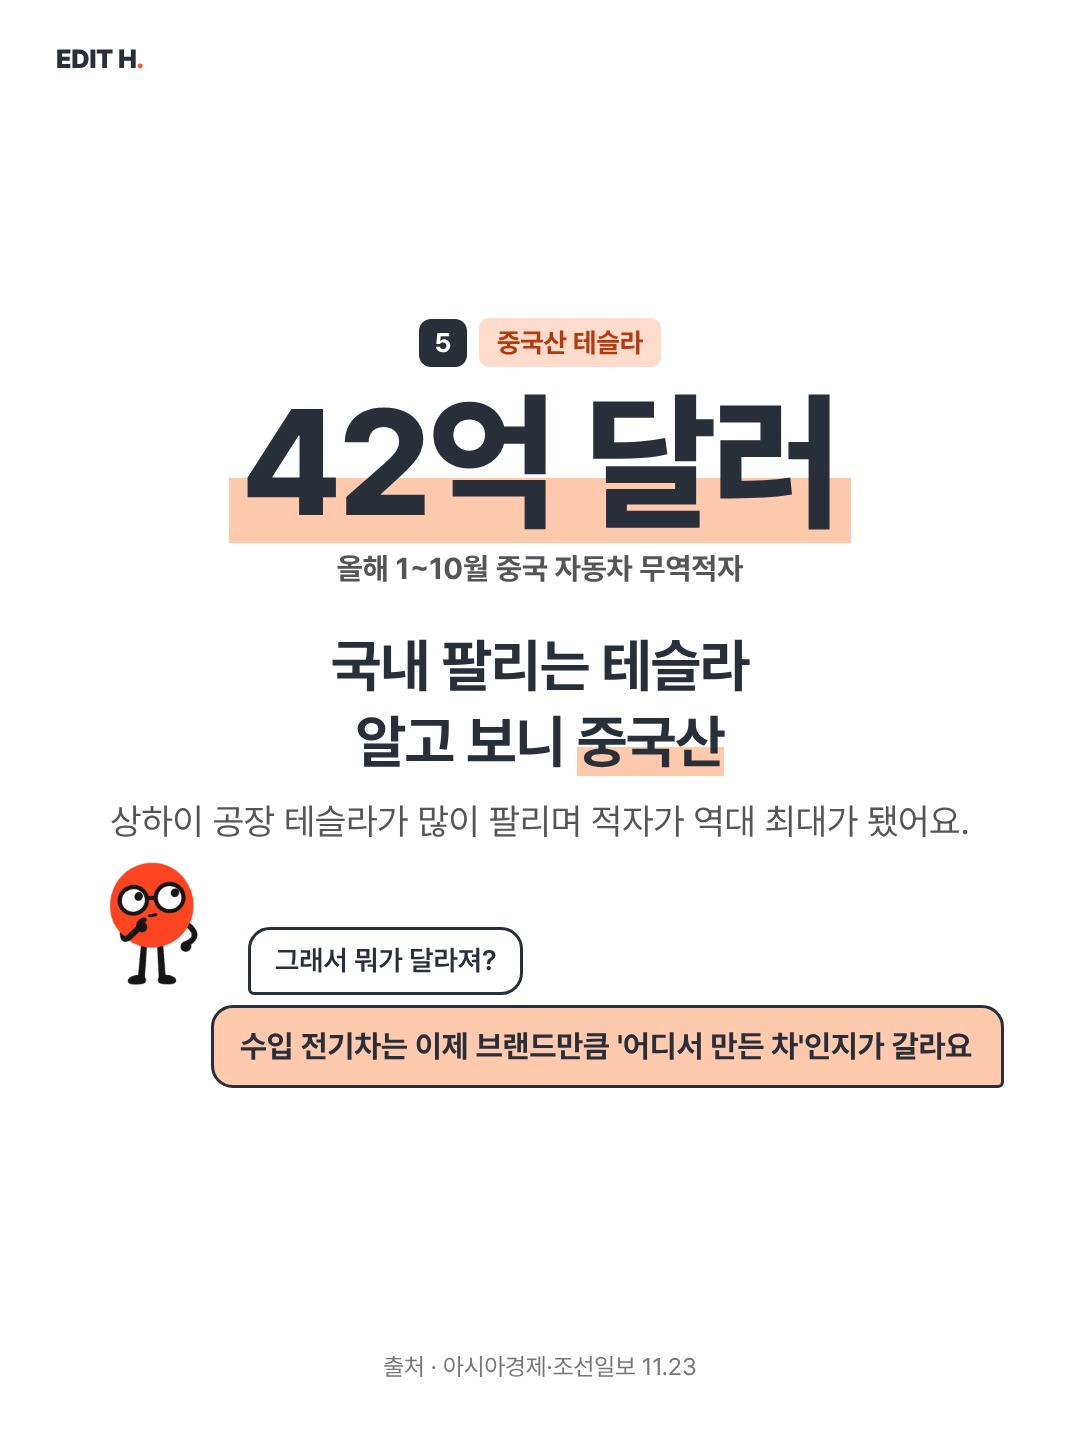 EDIT H.
5 중국산 테슬라
42억 달러
올해 1~10월 중국 자동차 무역적자
국내 팔리는 테슬라
알고 보니 중국산
상하이 공장 테슬라가 많이 팔리며 적자가 역대 최대가 됐어요.
그래서 뭐가 달라져?
수입 전기차는 이제 브랜드만큼 '어디서 만든 차'인지가 갈라요
출처 · 아시아경제·조선일보 11.23